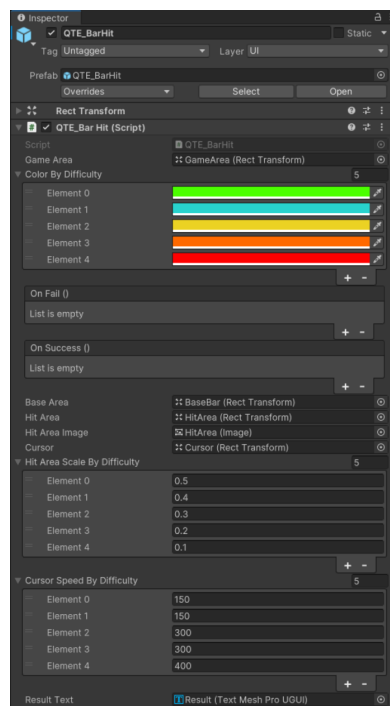 Inspector
QTE_BarHit Static
Tag Untagged Layer UI
Prefab QTE_BarHit
Overrides Select Open
Rect Transform
QTE_Bar Hit (Script)
Script QTE_BarHit
Game Area GameArea (Rect Transform)
Color By Difficulty 5
Element 0
Element 1
Element 2
Element 3
Element 4
+ -
On Fail ()
List is empty
+ -
On Success ()
List is empty
+ -
Base Area BaseBar (Rect Transform)
Hit Area HitArea (Rect Transform)
Hit Area Image HitArea (Image)
Cursor Cursor (Rect Transform)
Hit Area Scale By Difficulty 5
Element 0 0.5
Element 1 0.4
Element 2 0.3
Element 3 0.2
Element 4 0.1
+ -
Cursor Speed By Difficulty 5
Element 0 150
Element 1 150
Element 2 300
Element 3 300
Element 4 400
+ -
Result Text Result (Text Mesh Pro UGUI)